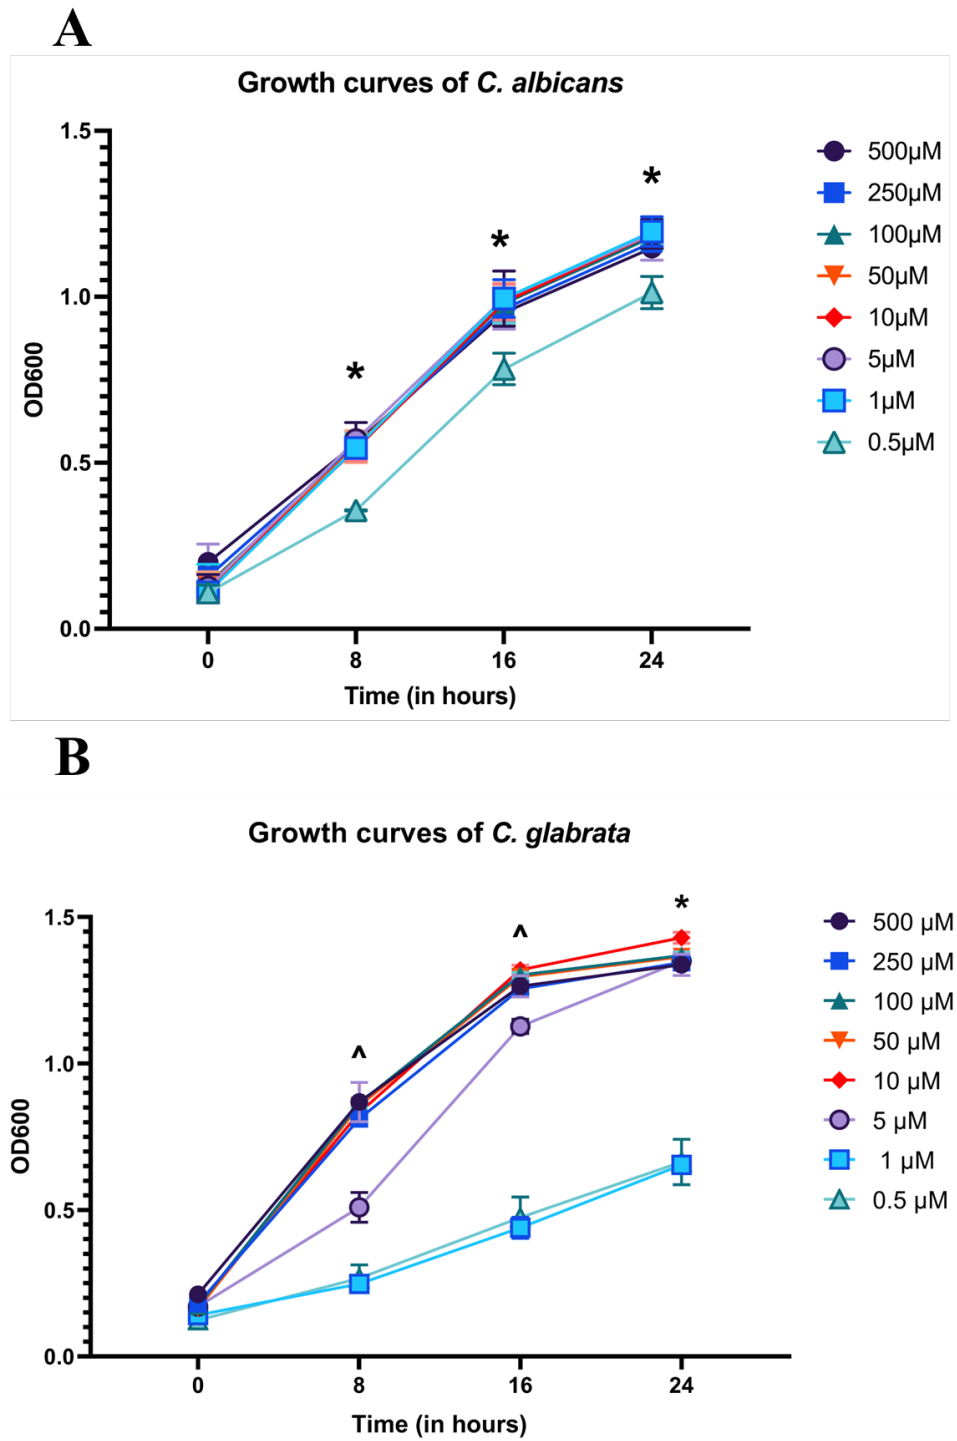 A
Growth curves of C. albicans
1.5
1.0
0.5
0.0
OD600
*
*
*
0
8
16
24
Time (in hours)
500µM
250µM
100µM
50µM
10µM
5µM
1µM
0.5µM
B
Growth curves of C. glabrata
1.5
1.0
0.5
0.0
OD600
^
^
*
0
8
16
24
Time (in hours)
500 µM
250 µM
100 µM
50 µM
10 µM
5 µM
1 µM
0.5 µM